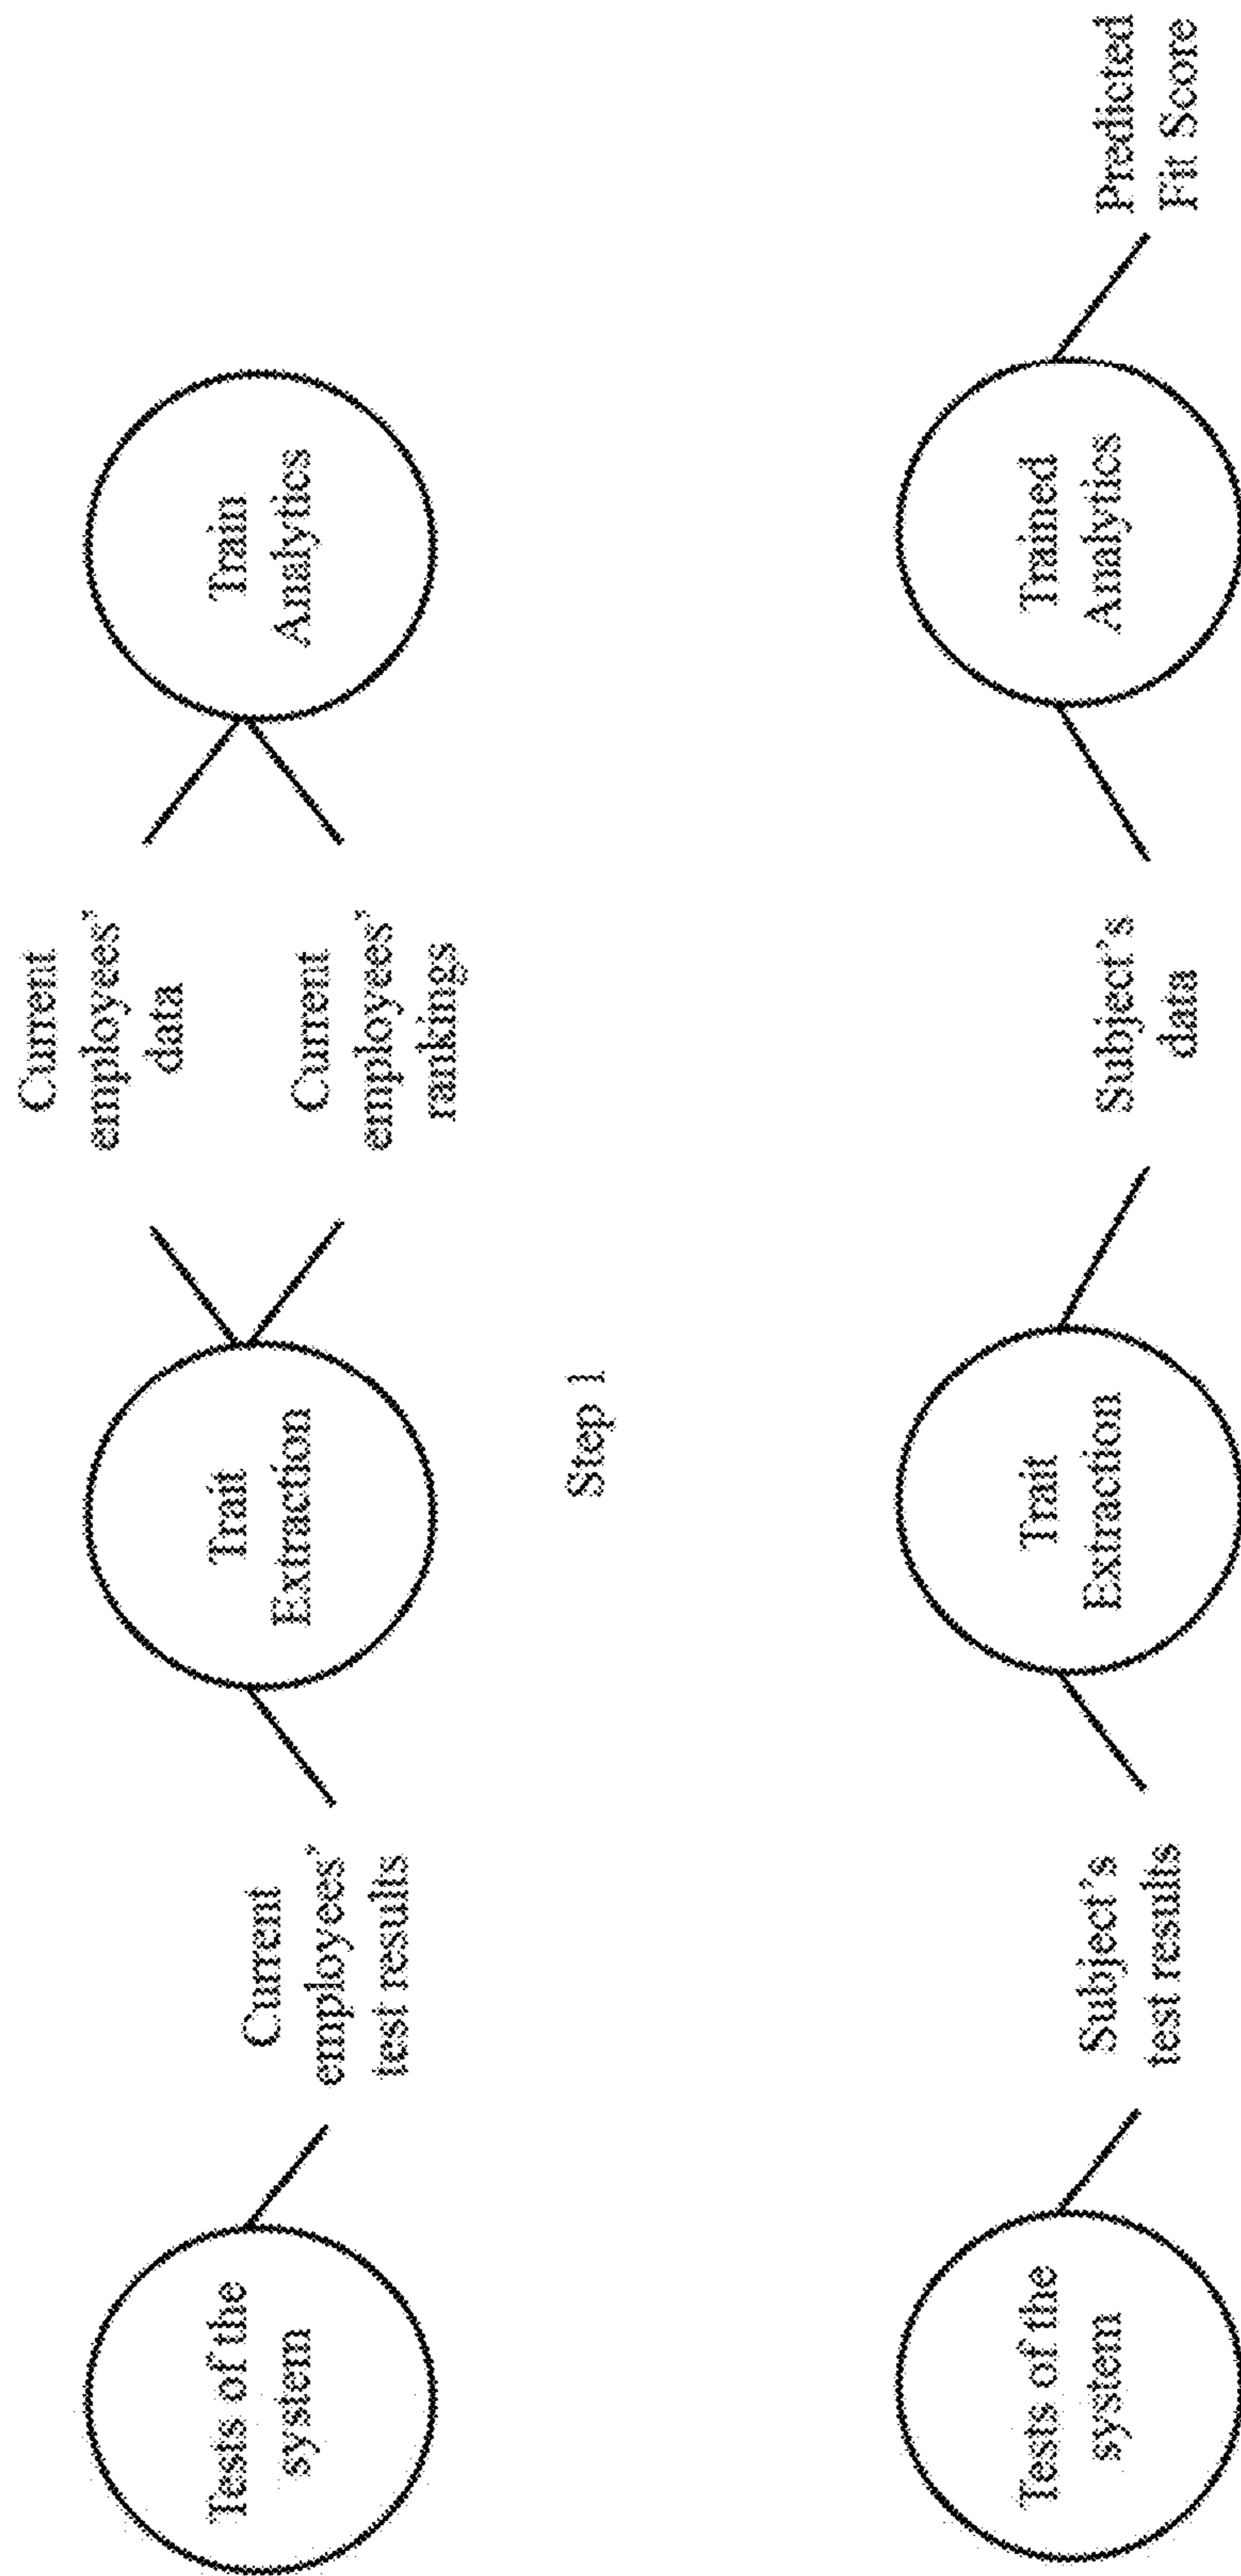 Tests of the
system
Current
employees'
test results
Trait
Extraction
Current
employees'
data
Current
employees'
rankings
Train
Analytics
Step 1
Tests of the
system
Subject's
test results
Trait
Extraction
Subject's
data
Trained
Analytics
Predicted
Fit Score